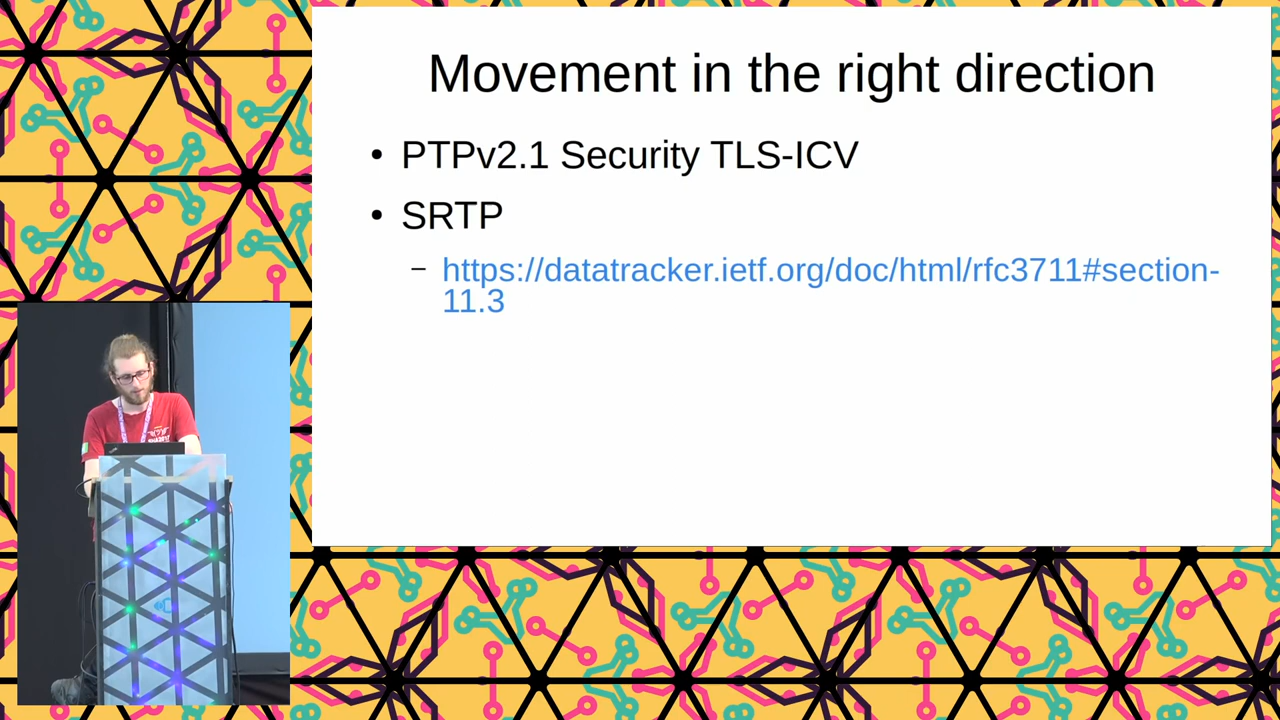 Movement in the right direction
• PTPv2.1 Security TLS-ICV
• SRTP
– https://datatracker.ietf.org/doc/html/rfc3711#section-
11.3